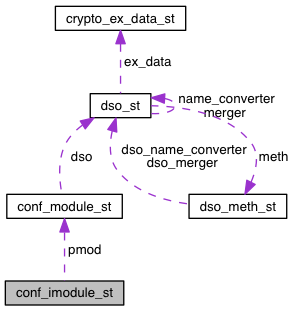 crypto_ex_data_st
ex_data
dso_st
name_converter
merger
dso
dso_name_converter
dso_merger
meth
conf_module_st
dso_meth_st
pmod
conf_imodule_st